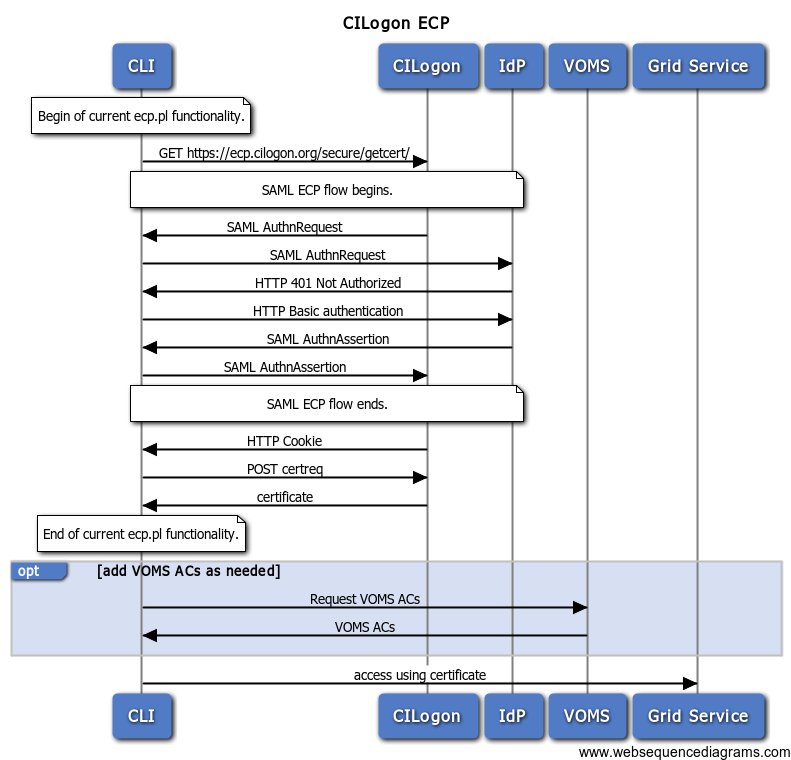 CILogon ECP
CLI CILogon IdP VOMS Grid Service
Begin of current ecp.pl functionality.
GET https://ecp.cilogon.org/secure/getcert/
SAML ECP flow begins.
SAML AuthnRequest
SAML AuthnRequest
HTTP 401 Not Authorized
HTTP Basic authentication
SAML AuthnAssertion
SAML AuthnAssertion
SAML ECP flow ends.
HTTP Cookie
POST certreq
certificate
End of current ecp.pl functionality.
opt [add VOMS ACs as needed]
Request VOMS ACs
VOMS ACs
access using certificate
CLI CILogon IdP VOMS Grid Service
www.websequencediagrams.com